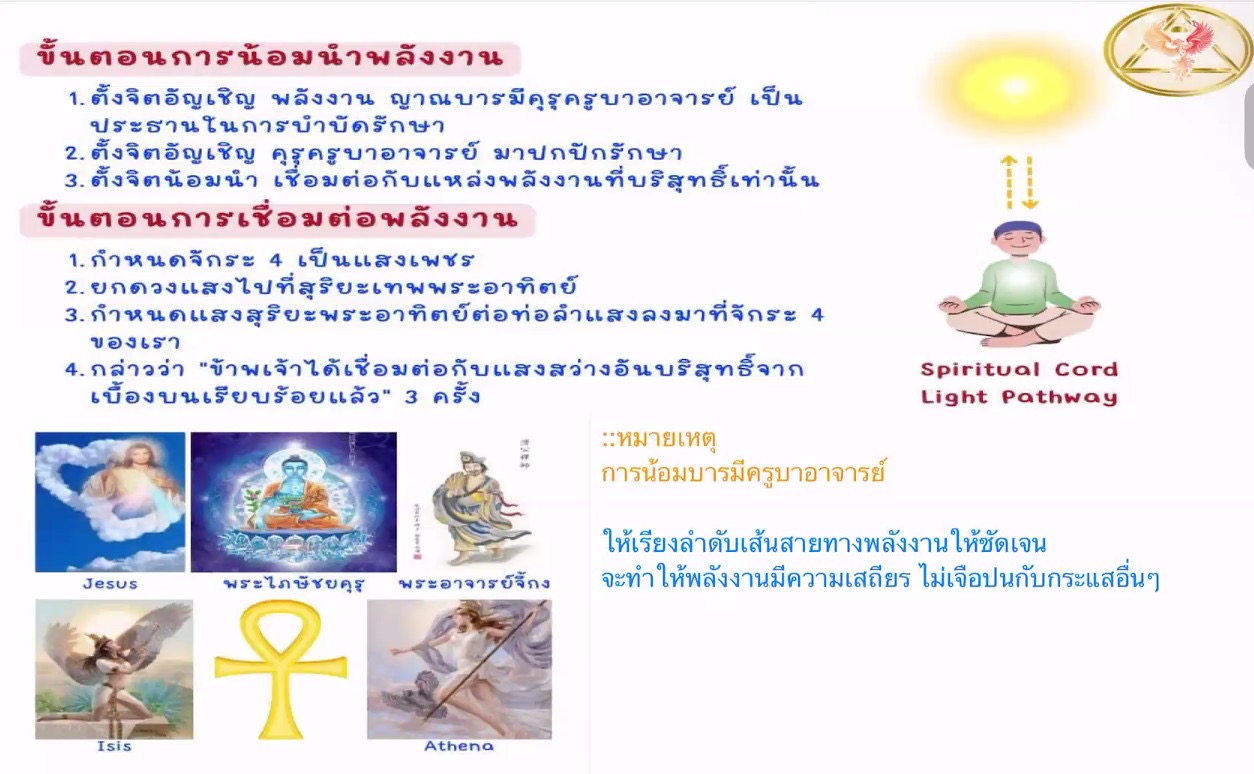 ขั้นตอนการน้อมนำพลังงาน
1. ตั้งจิตอัญเชิญ พลังงาน ญาณบารมีคุรุครูบาอาจารย์ เป็น
ประธานในการบำบัดรักษา
2. ตั้งจิตอัญเชิญ คุรุครูบาอาจารย์ มาปกปักรักษา
3. ตั้งจิตน้อมนำ เชื่อมต่อกับแหล่งพลังงานที่บริสุทธิ์เท่านั้น
ขั้นตอนการเชื่อมต่อพลังงาน
1. กำหนดจักระ 4 เป็นแสงเพชร
2. ยกดวงแสงไปที่สุริยะเทพพระอาทิตย์
3. กำหนดแสงสุริยะพระอาทิตย์ต่อท่อลำแสงลงมาที่จักระ 4
ของเรา
4. กล่าวว่า "ข้าพเจ้าได้เชื่อมต่อกับแสงสว่างอันบริสุทธิ์จาก
เบื้องบนเรียบร้อยแล้ว" 3 ครั้ง
Spiritual Cord
Light Pathway
Jesus
พระไภษัชยคุรุ
พระอาจารย์จี้กง
Isis
Athena
::หมายเหตุ
การน้อมบารมีครูบาอาจารย์
ให้เรียงลำดับเส้นสายทางพลังงานให้ชัดเจน
จะทำให้พลังงานมีความเสถียร ไม่เจือปนกับกระแสอื่นๆ